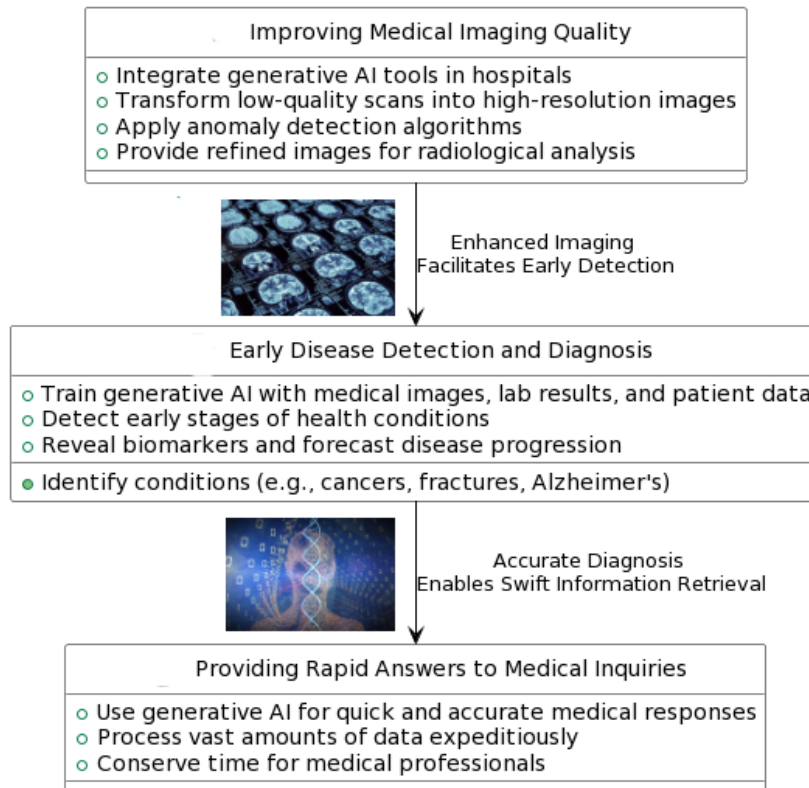 Improving Medical Imaging Quality
Integrate generative AI tools in hospitals
Transform low-quality scans into high-resolution images
Apply anomaly detection algorithms
Provide refined images for radiological analysis
Enhanced Imaging
Facilitates Early Detection
Early Disease Detection and Diagnosis
Train generative AI with medical images, lab results, and patient data
Detect early stages of health conditions
Reveal biomarkers and forecast disease progression
Identify conditions (e.g., cancers, fractures, Alzheimer's)
Accurate Diagnosis
Enables Swift Information Retrieval
Providing Rapid Answers to Medical Inquiries
Use generative AI for quick and accurate medical responses
Process vast amounts of data expeditiously
Conserve time for medical professionals